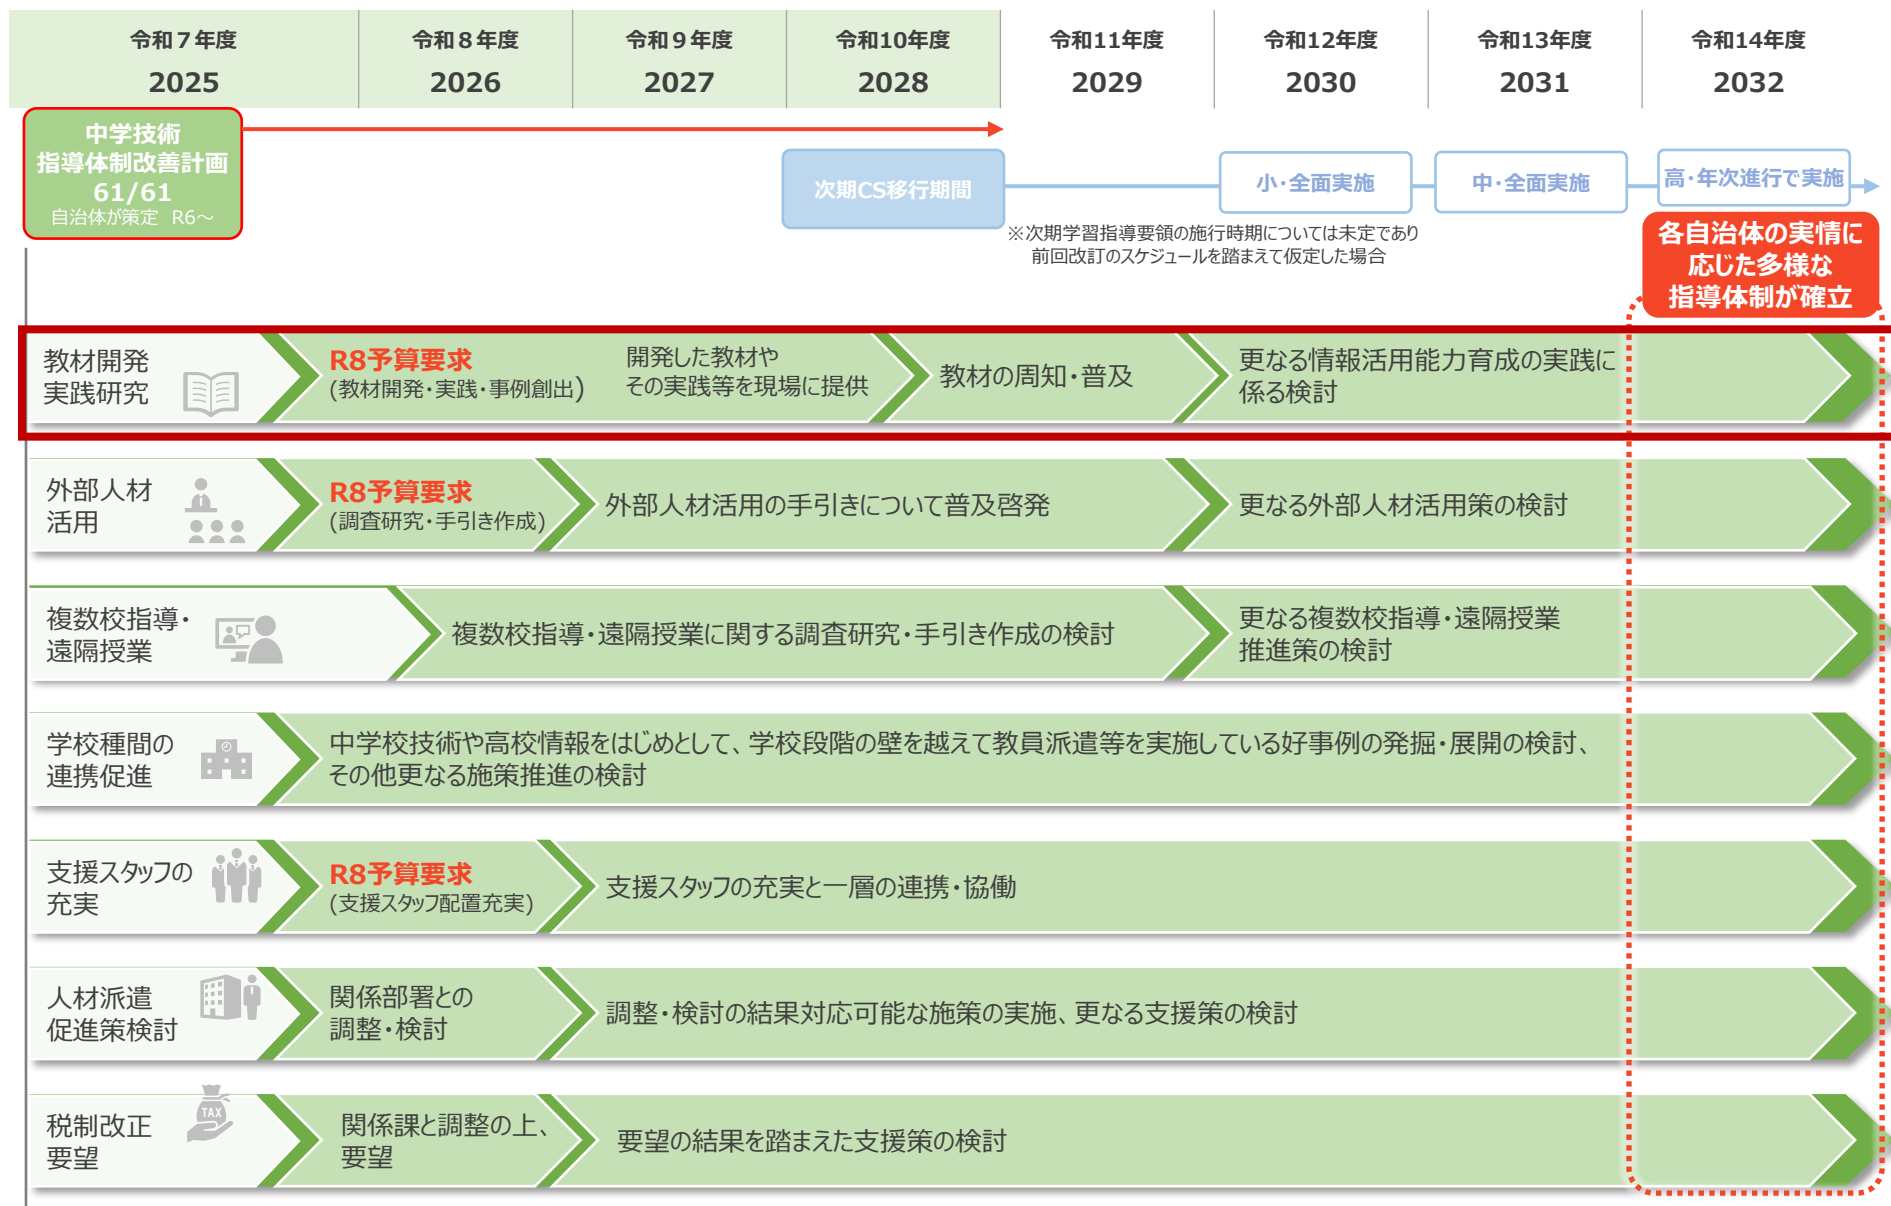 令和７年度
2025
令和８年度
2026
令和９年度
2027
令和10年度
2028
令和11年度
2029
令和12年度
2030
令和13年度
2031
令和14年度
2032
中学技術
指導体制改善計画
61/61
自治体が策定 R6～
次期CS移行期間
小・全面実施
中・全面実施
高・年次進行で実施
※次期学習指導要領の施行時期については未定であり
前回改訂のスケジュールを踏まえて仮定した場合
各自治体の実情に
応じた多様な
指導体制が確立
教材開発
実践研究
R8予算要求
(教材開発・実践・事例創出)
開発した教材や
その実践等を現場に提供
教材の周知・普及
更なる情報活用能力育成の実践に
係る検討
外部人材
活用
R8予算要求
(調査研究・手引き作成)
外部人材活用の手引きについて普及啓発
更なる外部人材活用策の検討
複数校指導・
遠隔授業
複数校指導・遠隔授業に関する調査研究・手引き作成の検討
更なる複数校指導・遠隔授業
推進策の検討
学校種間の
連携促進
中学校技術や高校情報をはじめとして、学校段階の壁を越えて教員派遣等を実施している好事例の発掘・展開の検討、
その他更なる施策推進の検討
支援スタッフの
充実
R8予算要求
(支援スタッフ配置充実)
支援スタッフの充実と一層の連携・協働
人材派遣
促進策検討
関係部署との
調整・検討
調整・検討の結果対応可能な施策の実施、更なる支援策の検討
税制改正
要望
TAX
関係課と調整の上、
要望
要望の結果を踏まえた支援策の検討